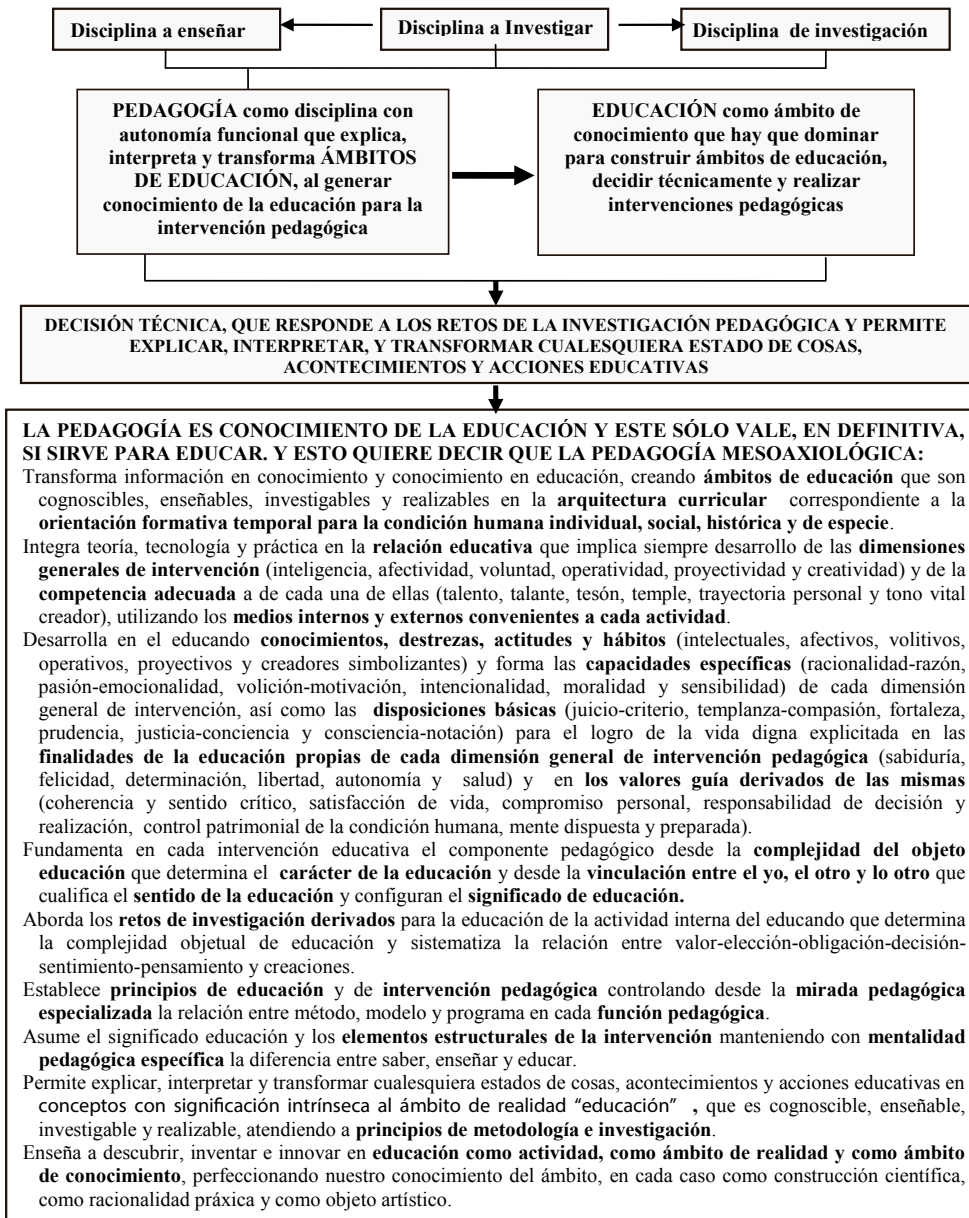 Disciplina a enseñar
Disciplina a Investigar
Disciplina de investigación
PEDAGOGÍA como disciplina con
autonomía funcional que explica,
interpreta y transforma ÁMBITOS
DE EDUCACIÓN, al generar
conocimiento de la educación para la
intervención pedagógica
EDUCACIÓN como ámbito de
conocimiento que hay que dominar
para construir ámbitos de educación,
decidir técnicamente y realizar
intervenciones pedagógicas
DECISIÓN TÉCNICA, QUE RESPONDE A LOS RETOS DE LA INVESTIGACIÓN PEDAGÓGICA Y PERMITE
EXPLICAR, INTERPRETAR, Y TRANSFORMAR CUALESQUIERA ESTADO DE COSAS,
ACONTECIMIENTOS Y ACCIONES EDUCATIVAS
LA PEDAGOGÍA ES CONOCIMIENTO DE LA EDUCACIÓN Y ESTE SÓLO VALE, EN DEFINITIVA,
SI SIRVE PARA EDUCAR. Y ESTO QUIERE DECIR QUE LA PEDAGOGÍA MESOAXIOLÓGICA:
Transforma información en conocimiento y conocimiento en educación, creando ámbitos de educación que son
cognoscibles, enseñables, investigables y realizables en la arquitectura curricular correspondiente a la
orientación formativa temporal para la condición humana individual, social, histórica y de especie.
Integra teoría, tecnología y práctica en la relación educativa que implica siempre desarrollo de las dimensiones
generales de intervención (inteligencia, afectividad, voluntad, operatividad, proyectividad y creatividad) y de la
competencia adecuada a de cada una de ellas (talento, talante, tesón, temple, trayectoria personal y tono vital
creador), utilizando los medios internos y externos convenientes a cada actividad.
Desarrolla en el educando conocimientos, destrezas, actitudes y hábitos (intelectuales, afectivos, volitivos,
operativos, proyectivos y creadores simbolizantes) y forma las capacidades específicas (racionalidad-razón,
pasión-emocionalidad, volición-motivación, intencionalidad, moralidad y sensibilidad) de cada dimensión
general de intervención, así como las disposiciones básicas (juicio-criterio, templanza-compasión, fortaleza,
prudencia, justicia-conciencia y consciencia-notación) para el logro de la vida digna explicitada en las
finalidades de la educación propias de cada dimensión general de intervención pedagógica (sabiduría,
felicidad, determinación, libertad, autonomía y salud) y en los valores guía derivados de las mismas
(coherencia y sentido crítico, satisfacción de vida, compromiso personal, responsabilidad de decisión y
realización, control patrimonial de la condición humana, mente dispuesta y preparada).
Fundamenta en cada intervención educativa el componente pedagógico desde la complejidad del objeto
educación que determina el carácter de la educación y desde la vinculación entre el yo, el otro y lo otro que
cualifica el sentido de la educación y configuran el significado de educación.
Aborda los retos de investigación derivados para la educación de la actividad interna del educando que determina
la complejidad objetual de educación y sistematiza la relación entre valor-elección-obligación-decisión-
sentimiento-pensamiento y creaciones.
Establece principios de educación y de intervención pedagógica controlando desde la mirada pedagógica
especializada la relación entre método, modelo y programa en cada función pedagógica.
Asume el significado educación y los elementos estructurales de la intervención manteniendo con mentalidad
pedagógica específica la diferencia entre saber, enseñar y educar.
Permite explicar, interpretar y transformar cualesquiera estados de cosas, acontecimientos y acciones educativas en
conceptos con significación intrínseca al ámbito de realidad “educación” , que es cognoscible, enseñable,
investigable y realizable, atendiendo a principios de metodología e investigación.
Enseña a descubrir, inventar e innovar en educación como actividad, como ámbito de realidad y como ámbito
de conocimiento, perfeccionando nuestro conocimiento del ámbito, en cada caso como construcción científica,
como racionalidad práxica y como objeto artístico.